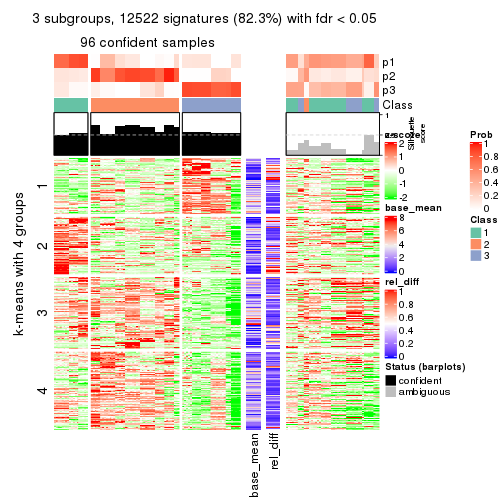 3 subgroups, 12522 signatures (82.3%) with fdr < 0.05
96 confident samples
p1
p2
p3
Class
1
0.5
Silhouette
score
k-means with 4 groups
1
2
3
4
base_mean
rel_diff
z-score
2
1
0
-1
-2
base_mean
8
6
4
2
0
rel_diff
1
0.8
0.6
0.4
0.2
0
Status (barplots)
confident
ambiguous
Prob
1
0.8
0.6
0.4
0.2
0
Class
1
2
3